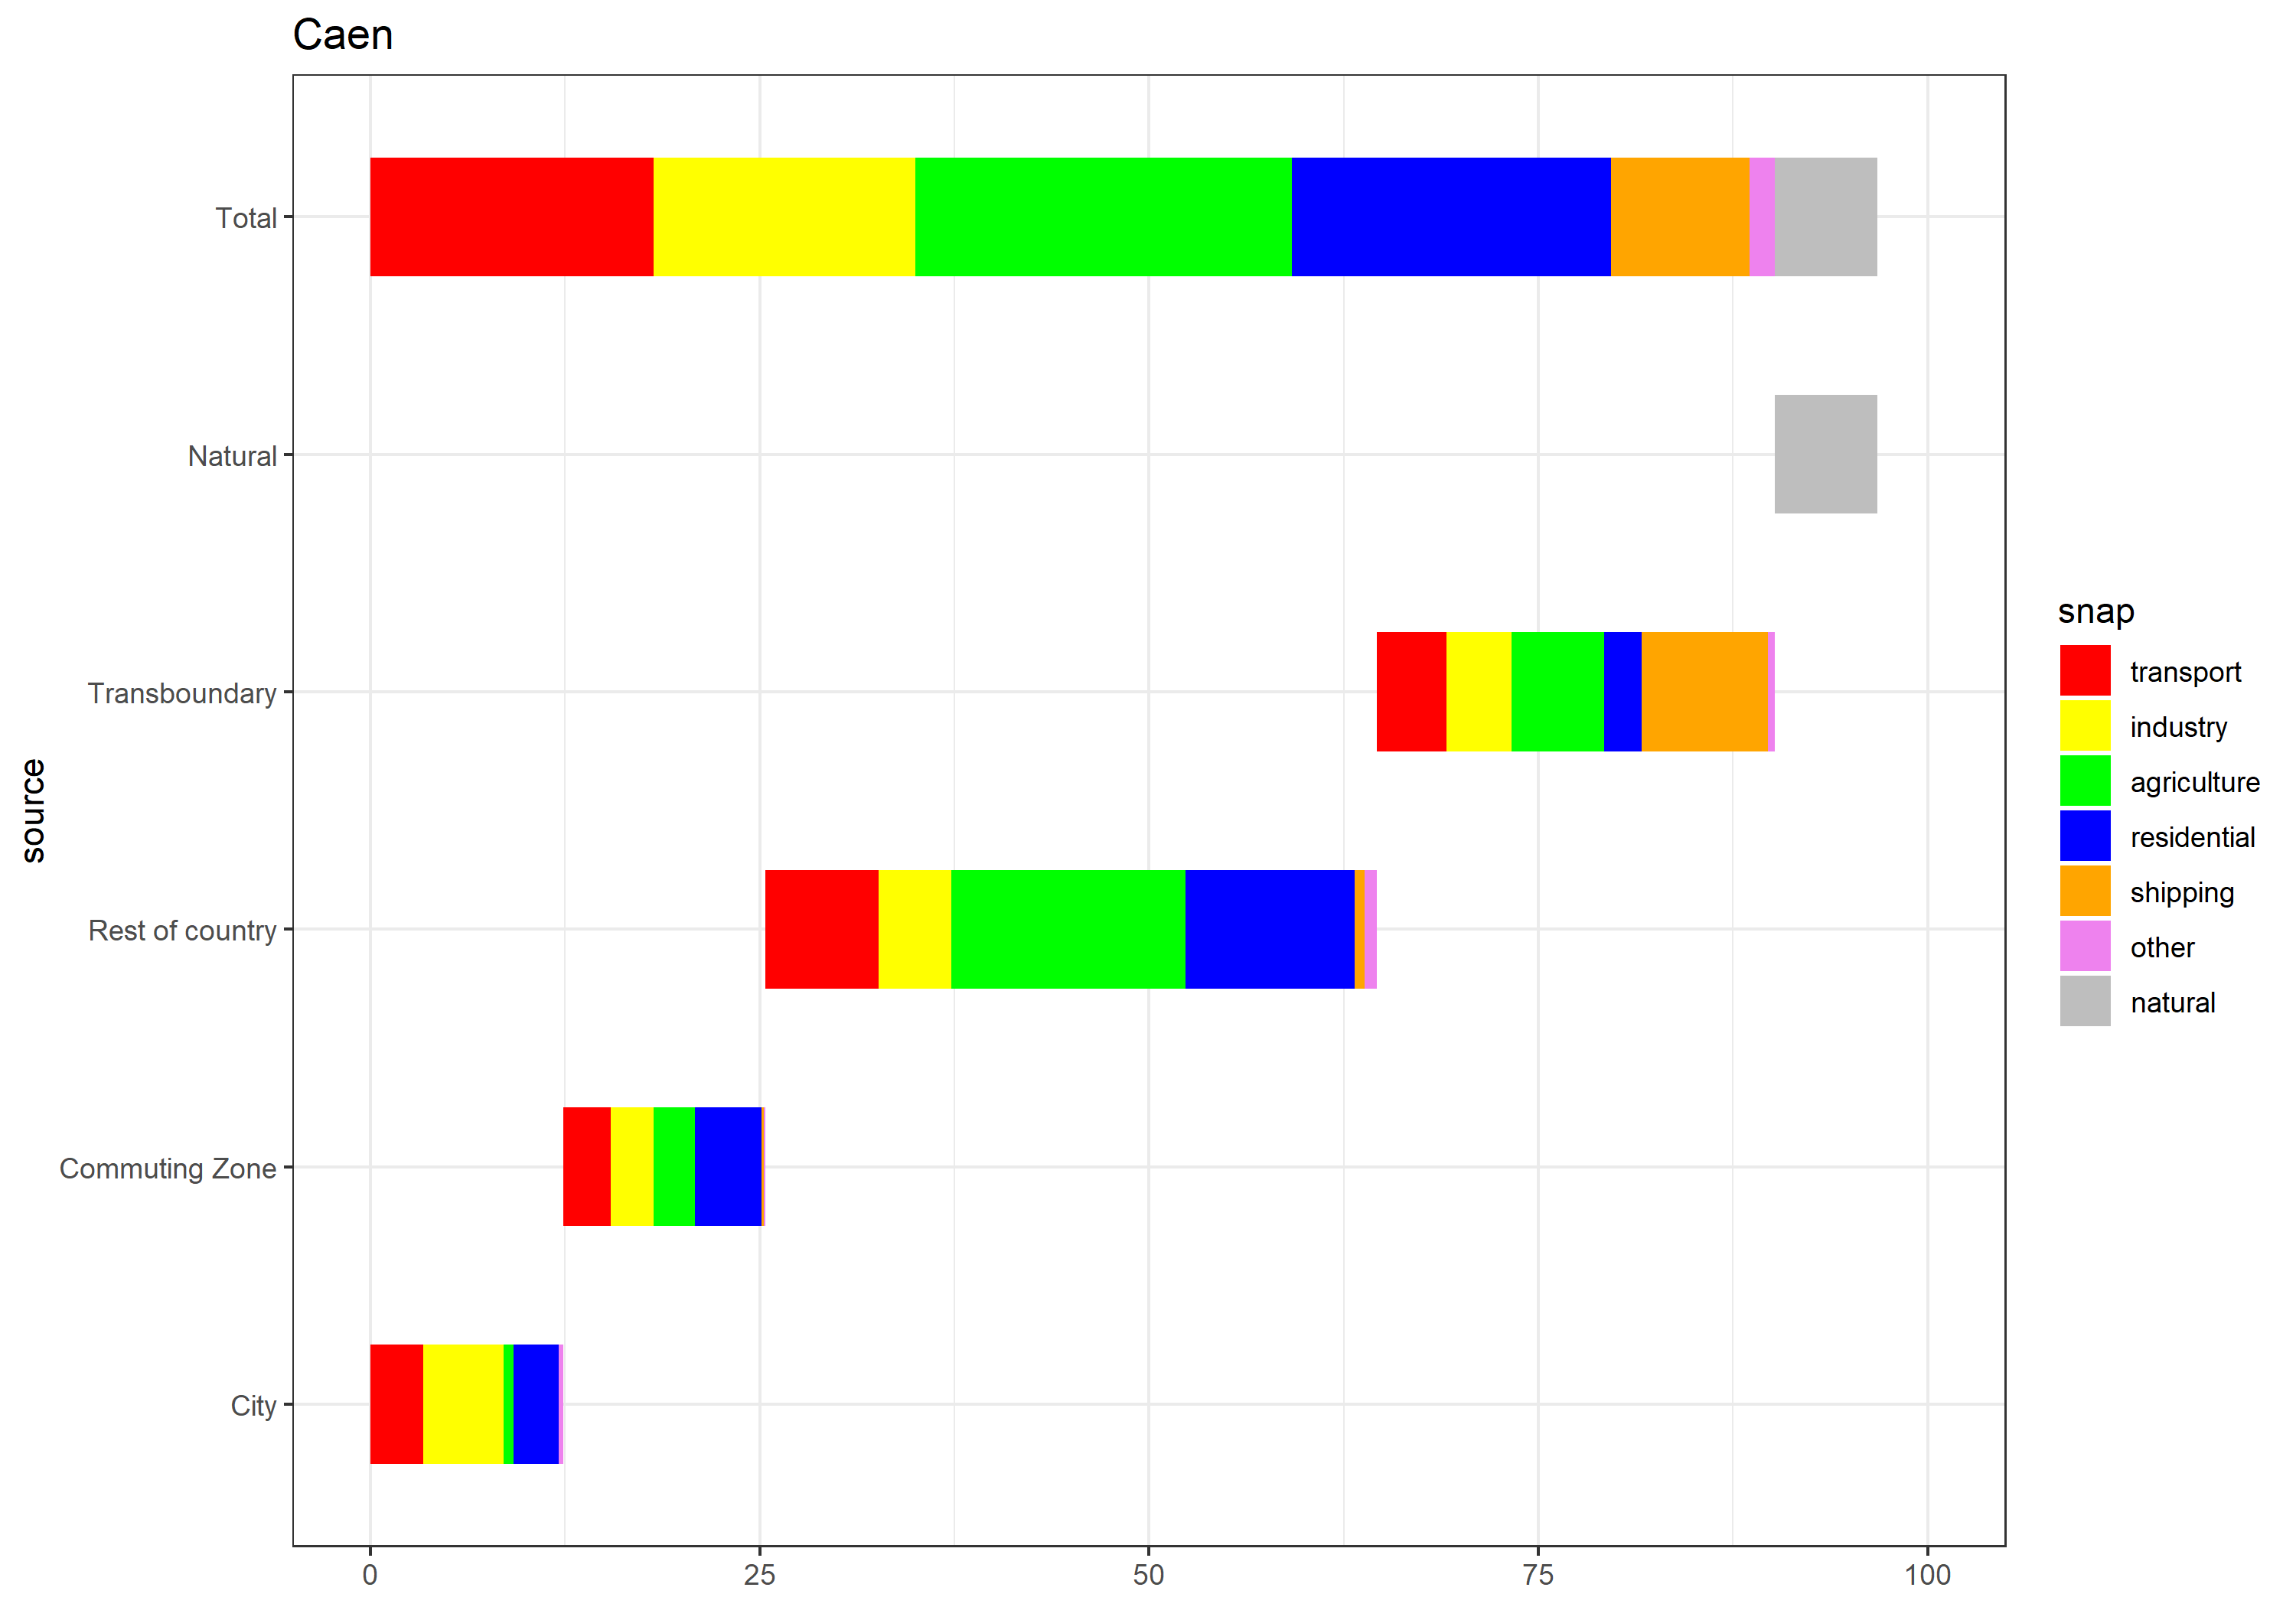 Caen
Total
Natural
Transboundary
Rest of country
Commuting Zone
City
source
0 25 50 75 100
snap
transport
industry
agriculture
residential
shipping
other
natural